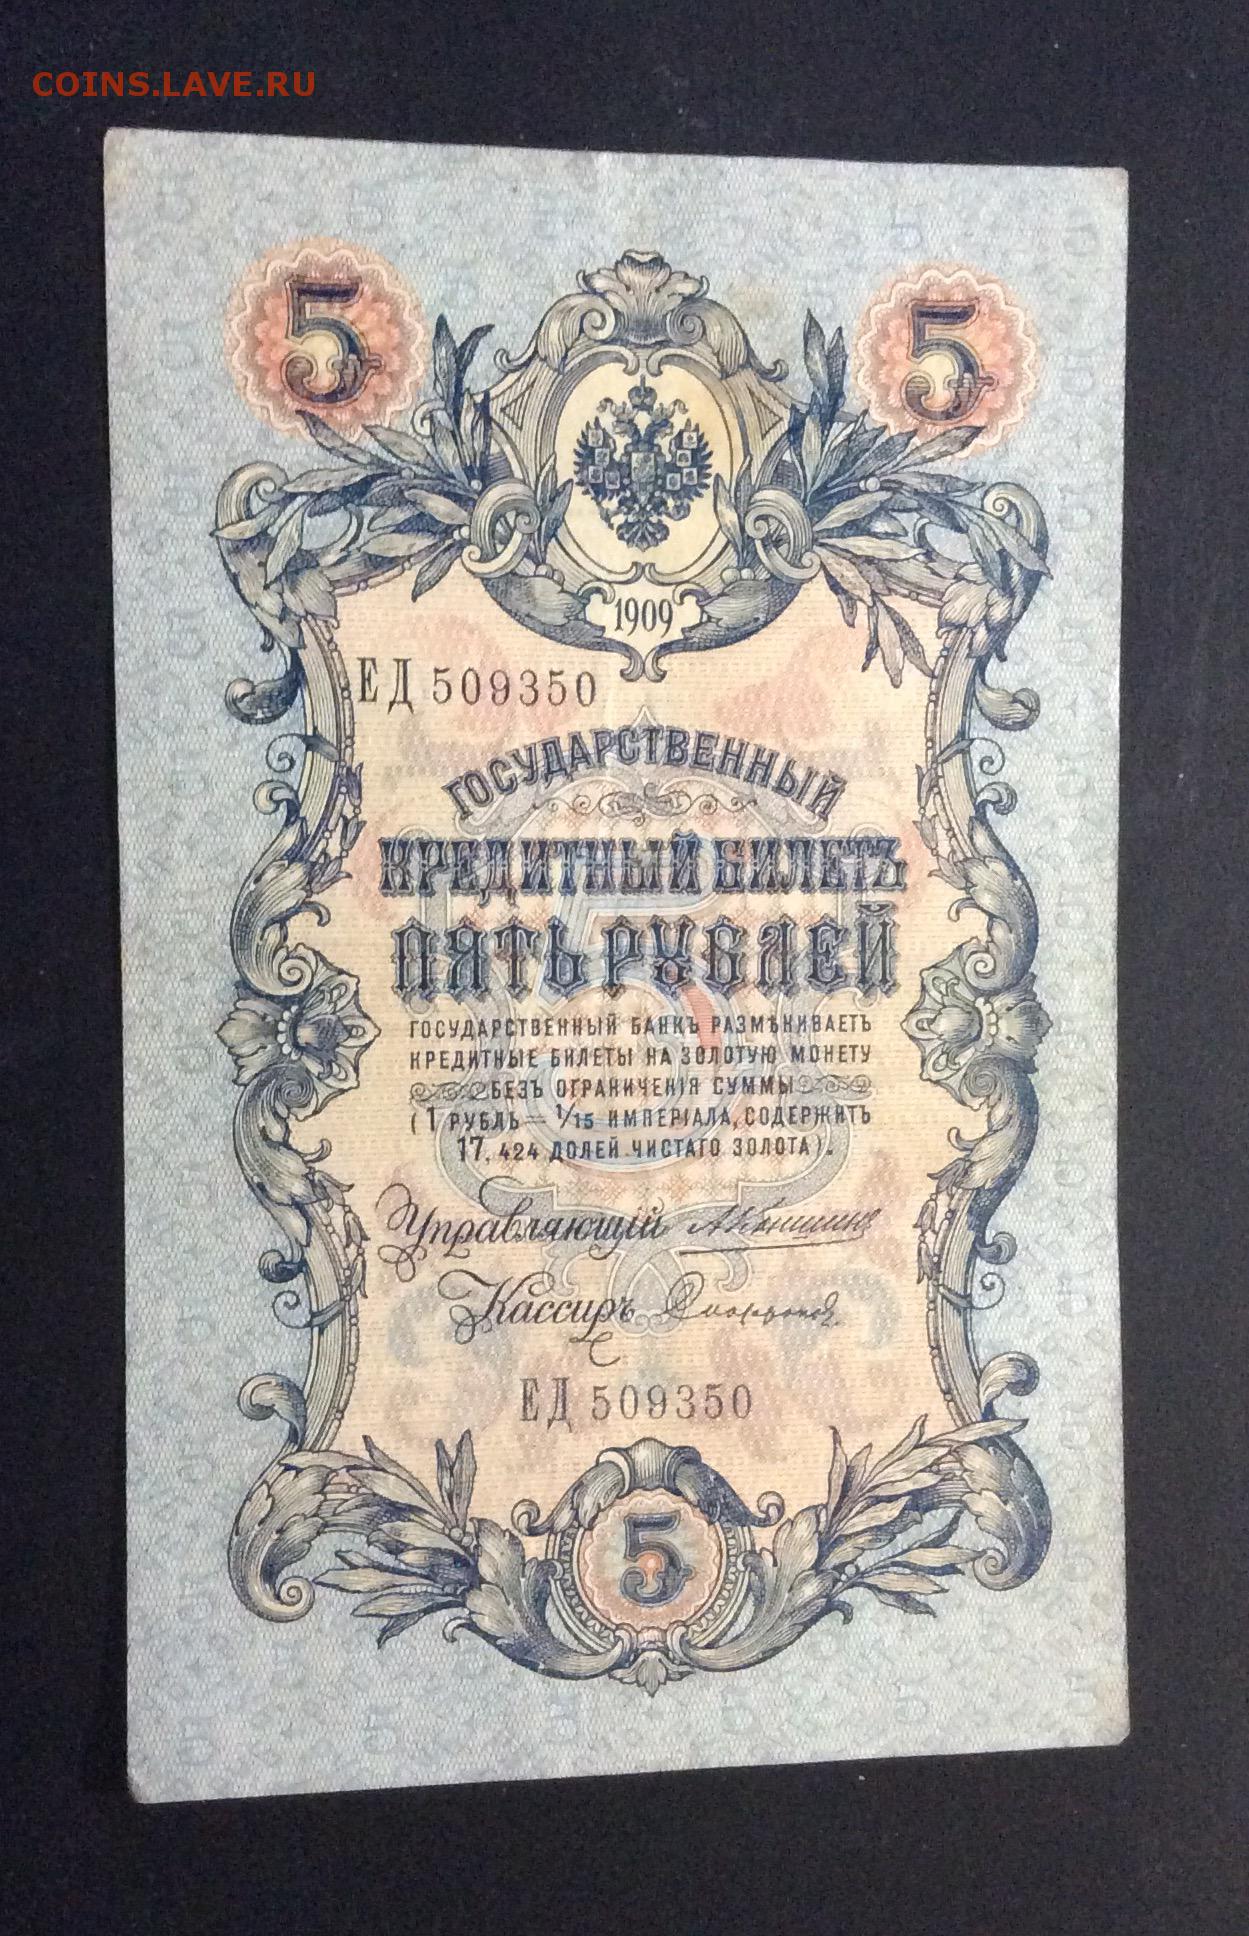 COINS.LAVE.RU
5 5
1909
ЕД 509350
ГОСУДАРСТВЕННЫЙ
КРЕДИТНЫЙ БИЛЕТЪ
ПЯТЬ РУБЛЕЙ
ГОСУДАРСТВЕННЫЙ БАНКЪ РАЗМѢНИВАЕТЪ
КРЕДИТНЫЕ БИЛЕТЫ НА ЗОЛОТУЮ МОНЕТУ
БЕЗЪ ОГРАНИЧЕНІЯ СУММЫ
(1 РУБЛЬ = 1/15 ИМПЕРІАЛА, СОДЕРЖИТЪ
17,424 ДОЛЕЙ ЧИСТАГО ЗОЛОТА).
Управляющій АКоншинъ
Кассиръ
ЕД 509350
5